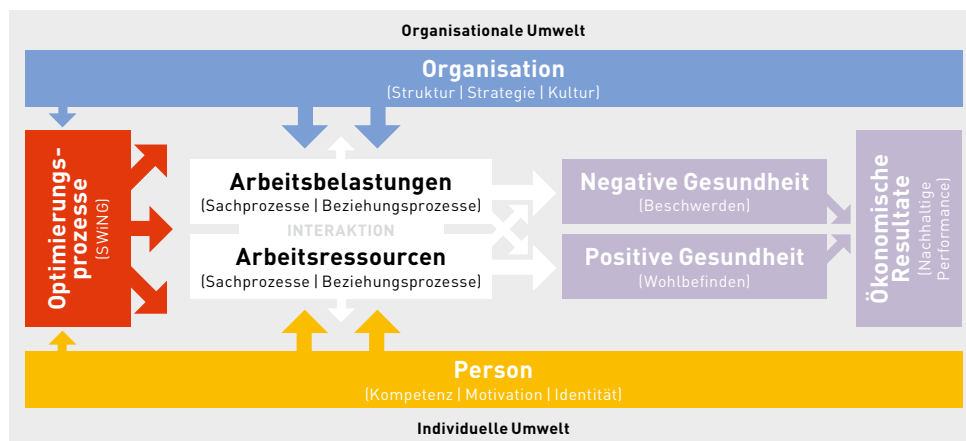 Organisationale Umwelt
Organisation
(Struktur | Strategie | Kultur)
Optimierungs-
prozesse
(SWiNG)
Arbeitsbelastungen
(Sachprozesse | Beziehungsprozesse)
INTERAKTION
Arbeitsressourcen
(Sachprozesse | Beziehungsprozesse)
Negative Gesundheit
(Beschwerden)
Positive Gesundheit
(Wohlbefinden)
Ökonomische
Resultate
(Nachhaltige
Performance)
Person
(Kompetenz | Motivation | Identität)
Individuelle Umwelt